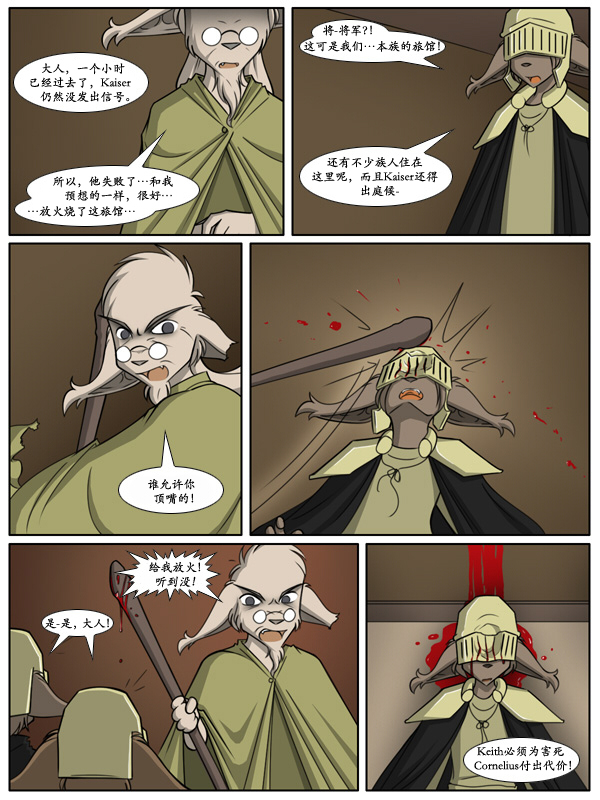 大人，一个小时
已经过去了，Kaiser
仍然没发出信号。
所以，他失败了…和我
预想的一样，很好…
…放火烧了这旅馆…
将-将军?!
这可是我们…本族的旅馆!
还有不少族人住在
这里呢，而且Kaiser还得
出庭候-
谁允许你
顶嘴的!
给我放火!
听到没!
是-是，大人!
Keith必须为害死
Cornelius付出代价!